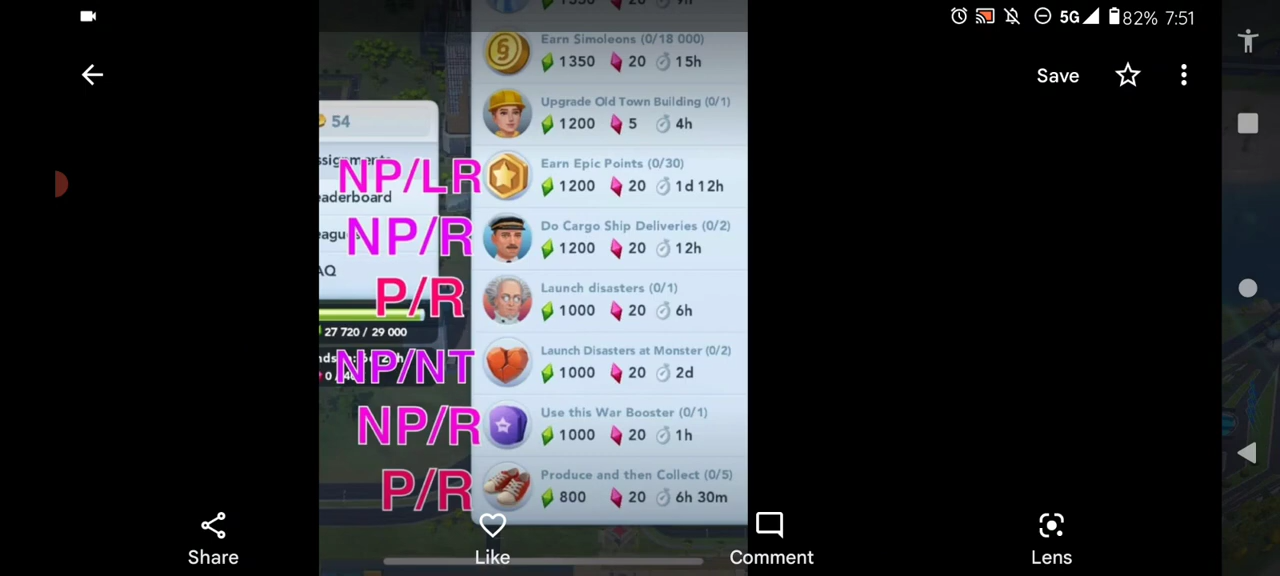 5G 82% 7:51
Save
Earn Simoleons (0/18 000)
1350 20 15h
54
Upgrade Old Town Building (0/1)
1200 5 4h
NP/LR
Earn Epic Points (0/30)
1200 20 1d 12h
eaderboard
NP/R
Do Cargo Ship Deliveries (0/2)
1200 20 12h
P/R
Launch disasters (0/1)
1000 20 6h
27 720 / 29 000
NP/NT
Launch Disasters at Monster (0/2)
1000 20 2d
NP/R
Use this War Booster (0/1)
1000 20 1h
P/R
Produce and then Collect (0/5)
800 20 6h 30m
Share
Like
Comment
Lens